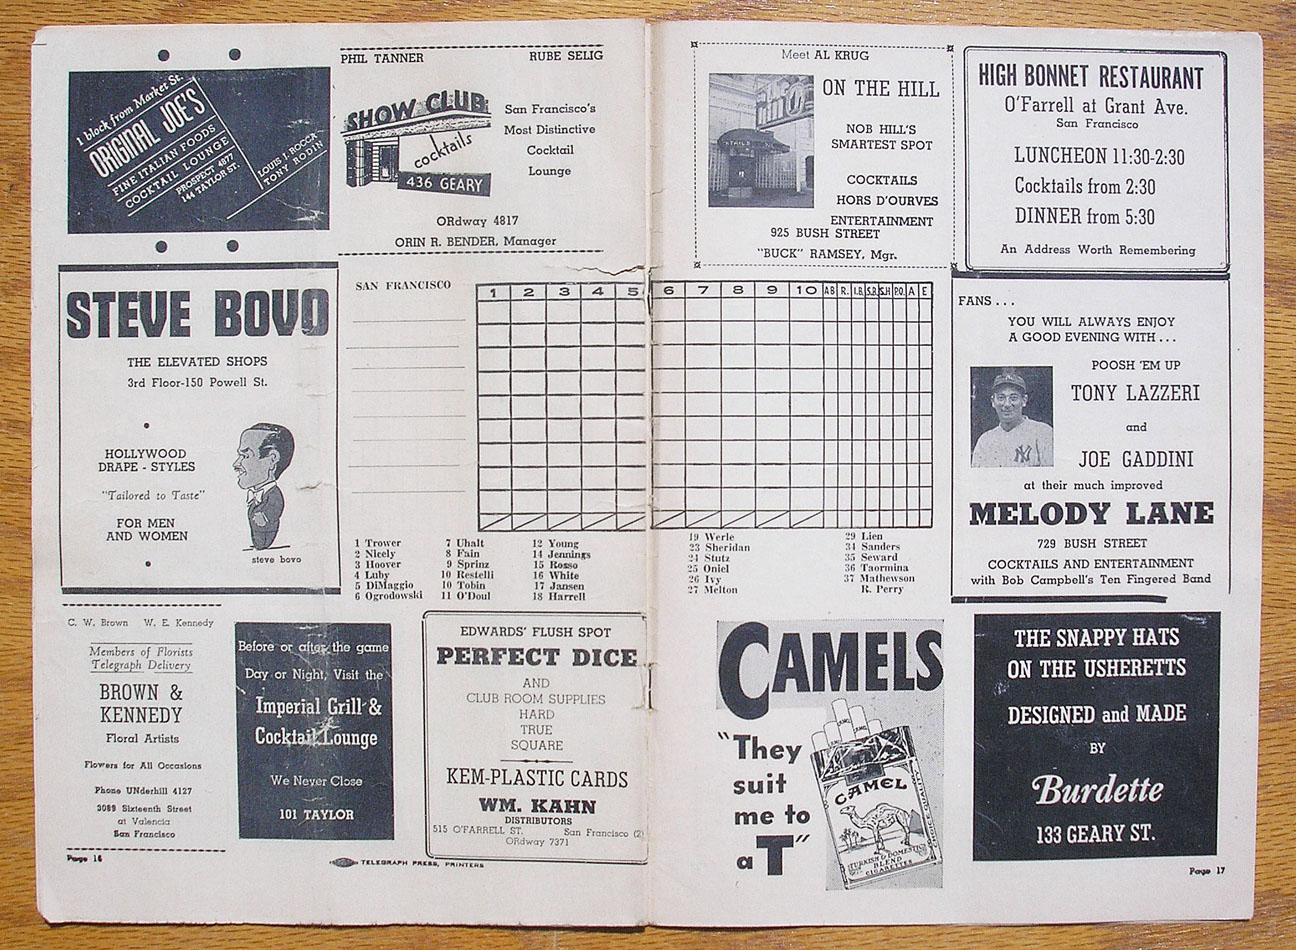 1 block from Market St.
ORIGINAL JOE'S
FINE ITALIAN FOODS
COCKTAIL LOUNGE
PROSPECT 4877
144 TAYLOR ST.
LOUIS J. ROCCA
TONY RODIN
PHIL TANNER RUBE SELIG
SHOW CLUB
cocktails
436 GEARY
San Francisco's
Most Distinctive
Cocktail
Lounge
ORdway 4817
ORIN R. BENDER, Manager
STEVE BOVO
THE ELEVATED SHOPS
3rd Floor-150 Powell St.
HOLLYWOOD
DRAPE - STYLES
"Tailored to Taste"
FOR MEN
AND WOMEN
steve bovo
SAN FRANCISCO
1 2 3 4 5 6 7 8 9 10 AB R. 1.B. S.B. S.H P.O. A E
1 Trower
2 Nicely
3 Hoover
4 Luby
5 DiMaggio
6 Ogrodowski
7 Uhalt
8 Fain
9 Sprinz
10 Restelli
10 Tobin
11 O'Doul
12 Young
14 Jennings
15 Rosso
16 White
17 Jansen
18 Harrell
19 Werle
23 Sheridan
24 Stutz
25 Oniel
26 Ivy
27 Melton
29 Lien
34 Sanders
35 Seward
36 Taormina
37 Mathewson
R. Perry
C. W. Brown W. E. Kennedy
Members of Florists
Telegraph Delivery
BROWN &
KENNEDY
Floral Artists
Flowers for All Occasions
Phone UNderhill 4127
3089 Sixteenth Street
at Valencia
San Francisco
Page 16
Before or after the game
Day or Night, Visit the
Imperial Grill &
Cocktail Lounge
We Never Close
101 TAYLOR
EDWARDS' FLUSH SPOT
PERFECT DICE
AND
CLUB ROOM SUPPLIES
HARD
TRUE
SQUARE
KEM-PLASTIC CARDS
WM. KAHN
DISTRIBUTORS
515 O'FARRELL ST. San Francisco (2)
ORdway 7371
TELEGRAPH PRESS, PRINTERS
Meet AL KRUG
ON THE HILL
NOB HILL'S
SMARTEST SPOT
COCKTAILS
HORS D'OURVES
ENTERTAINMENT
925 BUSH STREET
"BUCK" RAMSEY, Mgr.
HIGH BONNET RESTAURANT
O'Farrell at Grant Ave.
San Francisco
LUNCHEON 11:30-2:30
Cocktails from 2:30
DINNER from 5:30
An Address Worth Remembering
FANS . . .
YOU WILL ALWAYS ENJOY
A GOOD EVENING WITH . . .
POOSH 'EM UP
TONY LAZZERI
and
JOE GADDINI
at their much improved
MELODY LANE
729 BUSH STREET
COCKTAILS AND ENTERTAINMENT
with Bob Campbell's Ten Fingered Band
CAMELS
"They
suit
me to
a T"
CAMEL
TURKISH & DOMESTIC
BLEND
CIGARETTES
THE SNAPPY HATS
ON THE USHERETTS
DESIGNED and MADE
BY
Burdette
133 GEARY ST.
Page 17